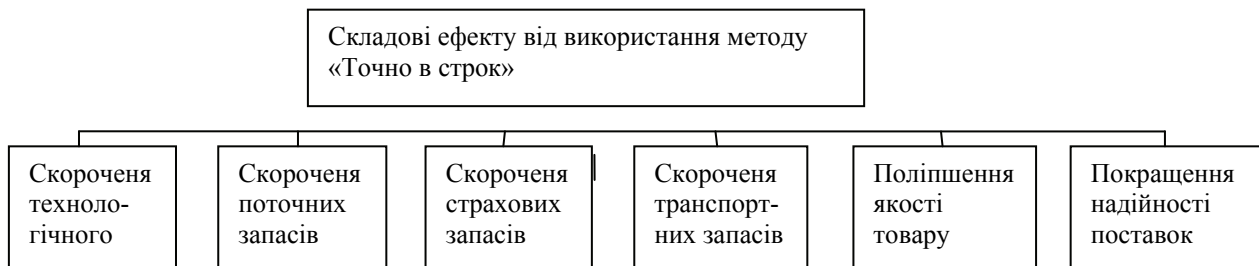 Складові ефекту від використання методу
«Точно в строк»
Скороченя
техноло-
гічного
Скороченя
поточних
запасів
Скороченя
страхових
запасів
Скороченя
транспорт-
них запасів
Поліпшення
якості
товару
Покращення
надійності
поставок